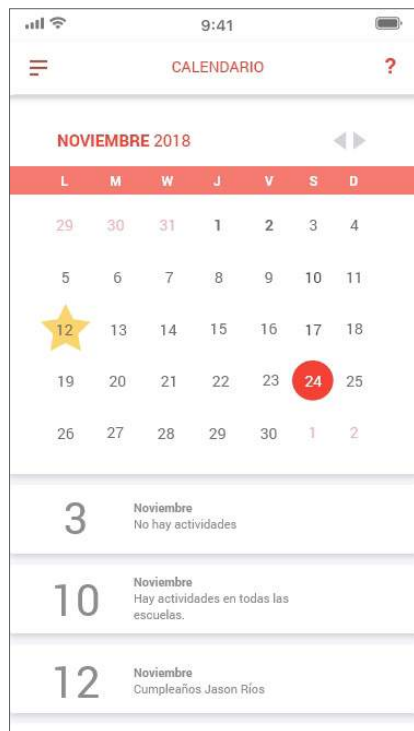 9:41
CALENDARIO ?
NOVIEMBRE 2018
L M W J V S D
29 30 31 1 2 3 4
5 6 7 8 9 10 11
12 13 14 15 16 17 18
19 20 21 22 23 24 25
26 27 28 29 30 1 2
3
Noviembre
No hay actividades
10
Noviembre
Hay actividades en todas las
escuelas.
12
Noviembre
Cumpleaños Jason Ríos